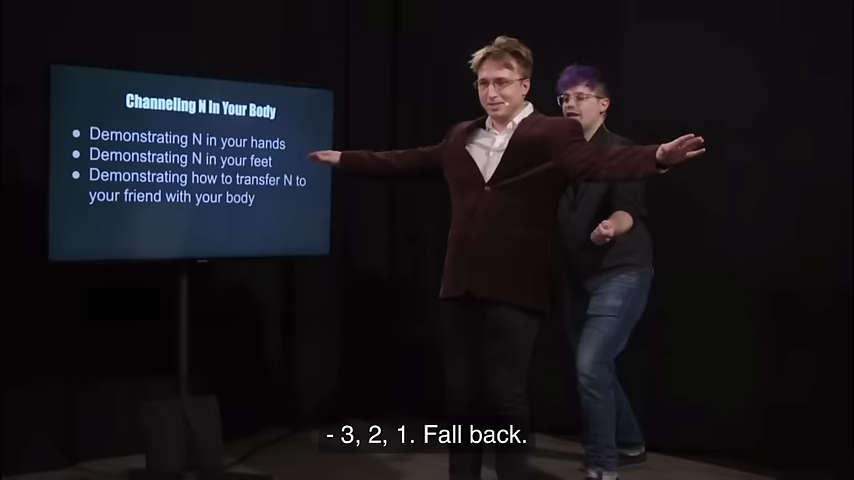 Channeling N In Your Body
● Demonstrating N in your hands
● Demonstrating N in your feet
● Demonstrating how to transfer N to
your friend with your body
- 3, 2, 1. Fall back.